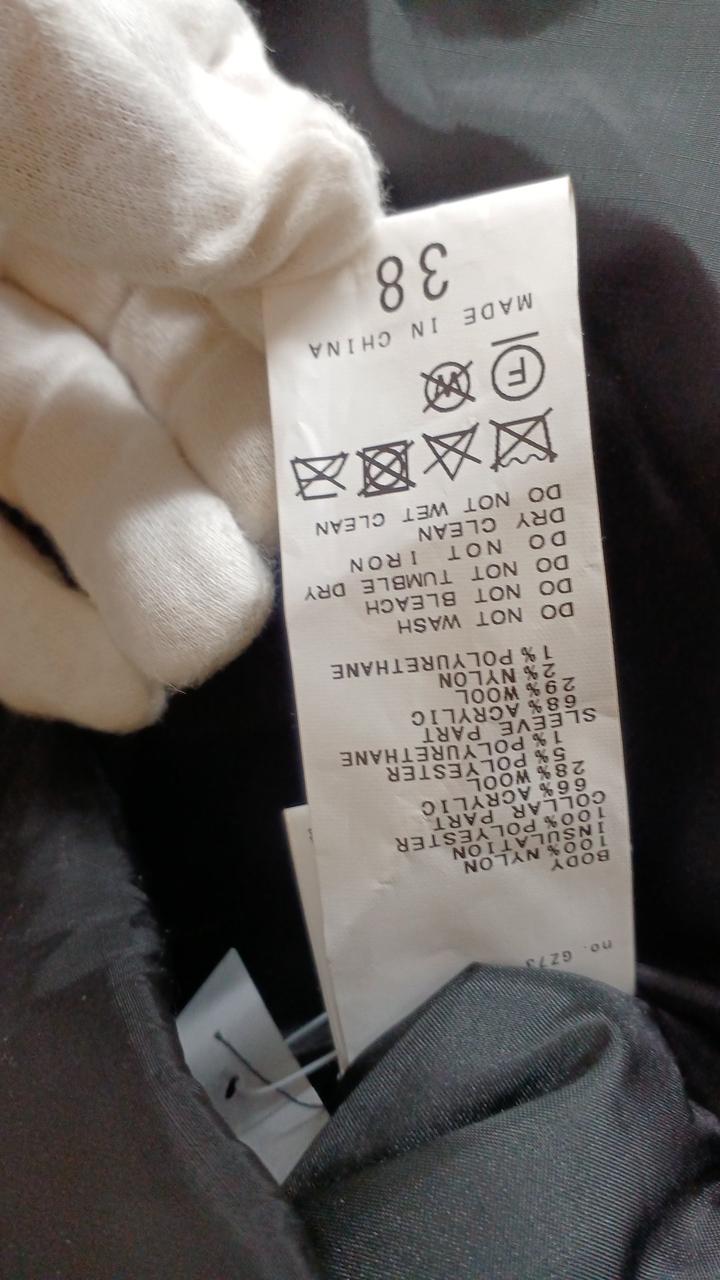 no. GZ73
BODY
100% NYLON
INSULATION
100% POLYESTER
COLLAR PART
66% ACRYLIC
28% WOOL
5% POLYESTER
1% POLYURETHANE
SLEEVE PART
68% ACRYLIC
29% WOOL
2% NYLON
1% POLYURETHANE
DO NOT WASH
DO NOT BLEACH
DO NOT TUMBLE DRY
DO NOT IRON
DRY CLEAN
DO NOT WET CLEAN
F W
MADE IN CHINA
38